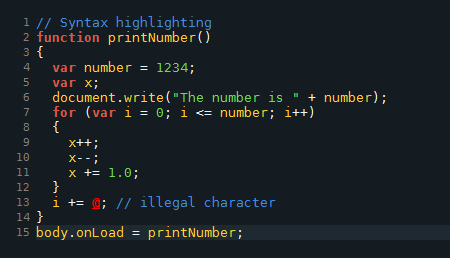 1 // Syntax highlighting
2 function printNumber()
3 {
4   var number = 1234;
5   var x;
6   document.write("The number is " + number);
7   for (var i = 0; i <= number; i++)
8   {
9     x++;
10     x--;
11     x += 1.0;
12   }
13   i += @; // illegal character
14 }
15 body.onLoad = printNumber;